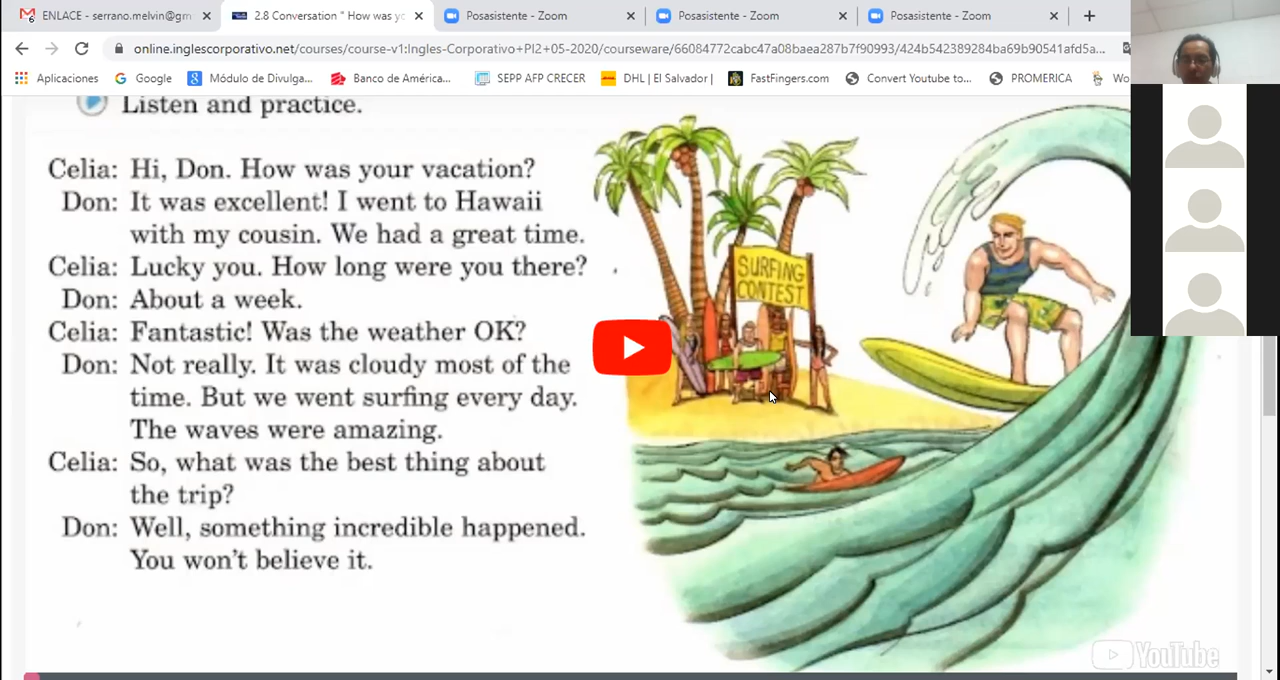 ENLACE - serrano.melvin@gm
2.8 Conversation " How was yo
Posasistente - Zoom
Posasistente - Zoom
Posasistente - Zoom
online.inglescorporativo.net/courses/course-v1:Ingles-Corporativo+PI2+05-2020/courseware/66084772cabc47a08baea287b7f90993/424b542389284ba69b90541afd5a...
Aplicaciones
Google
Módulo de Divulga...
Banco de América...
SEPP AFP CRECER
DHL | El Salvador |
FastFingers.com
Convert Youtube to...
PROMERICA
Wo
Listen and practice.
Celia: Hi, Don. How was your vacation?
Don: It was excellent! I went to Hawaii
with my cousin. We had a great time.
Celia: Lucky you. How long were you there?
Don: About a week.
Celia: Fantastic! Was the weather OK?
Don: Not really. It was cloudy most of the
time. But we went surfing every day.
The waves were amazing.
Celia: So, what was the best thing about
the trip?
Don: Well, something incredible happened.
You won't believe it.
SURFING
CONTEST
YouTube